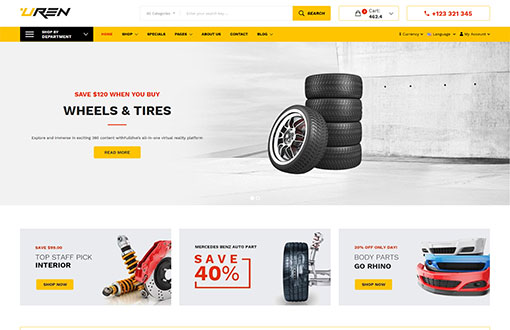 UREN
All Categories
Enter your search key ...
SEARCH
Cart:
462.4
+123 321 345
SHOP BY
DEPARTMENT
HOME SHOP SPECIALS PAGES ABOUT US CONTACT BLOG
Currency Language My Account
SAVE $120 WHEN YOU BUY
WHEELS & TIRES
Explore and immerse in exciting 360 content with
all-in-one virtual reality platform
READ MORE
SAVE $99.00
TOP STAFF PICK
INTERIOR
SHOP NOW
MERCEDES BENZ AUTO PART
SAVE
40%
20% OFF ONLY DAY!
BODY PARTS
GO RHINO
SHOP NOW